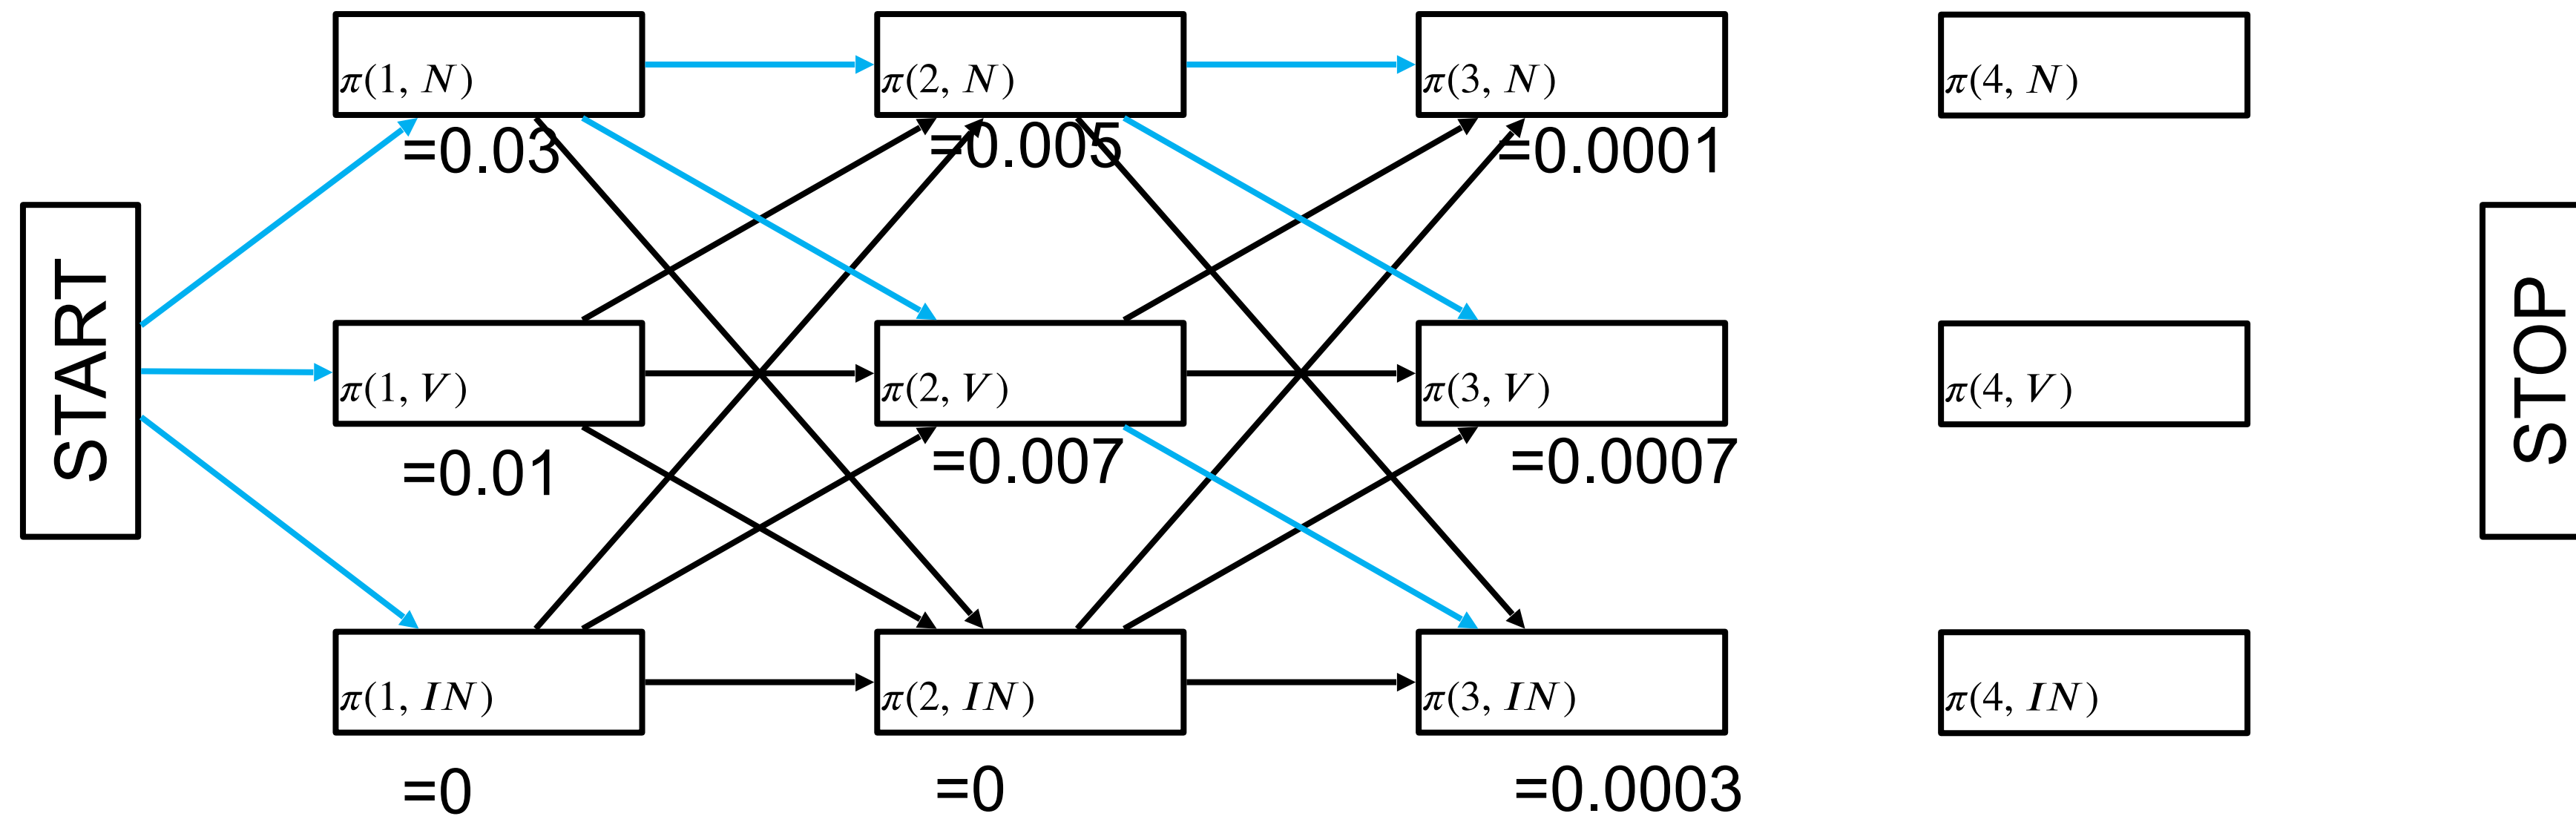 START
π(1, N)
=0.03
π(2, N)
=0.005
π(3, N)
=0.0001
π(4, N)
π(1, V)
=0.01
π(2, V)
=0.007
π(3, V)
=0.0007
π(4, V)
π(1, IN)
=0
π(2, IN)
=0
π(3, IN)
=0.0003
π(4, IN)
STOP